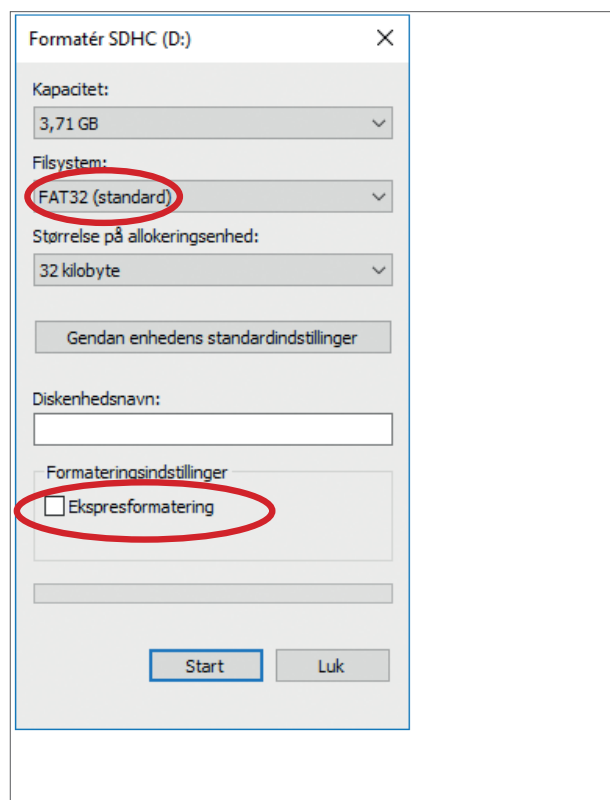 Formatér SDHC (D:)
Kapacitet:
3,71 GB
Filsystem:
FAT32 (standard)
Størrelse på allokeringsenhed:
32 kilobyte
Gendan enhedens standardindstillinger
Diskenhedsnavn:
Formateringsindstillinger
Ekspresformatering
Start
Luk